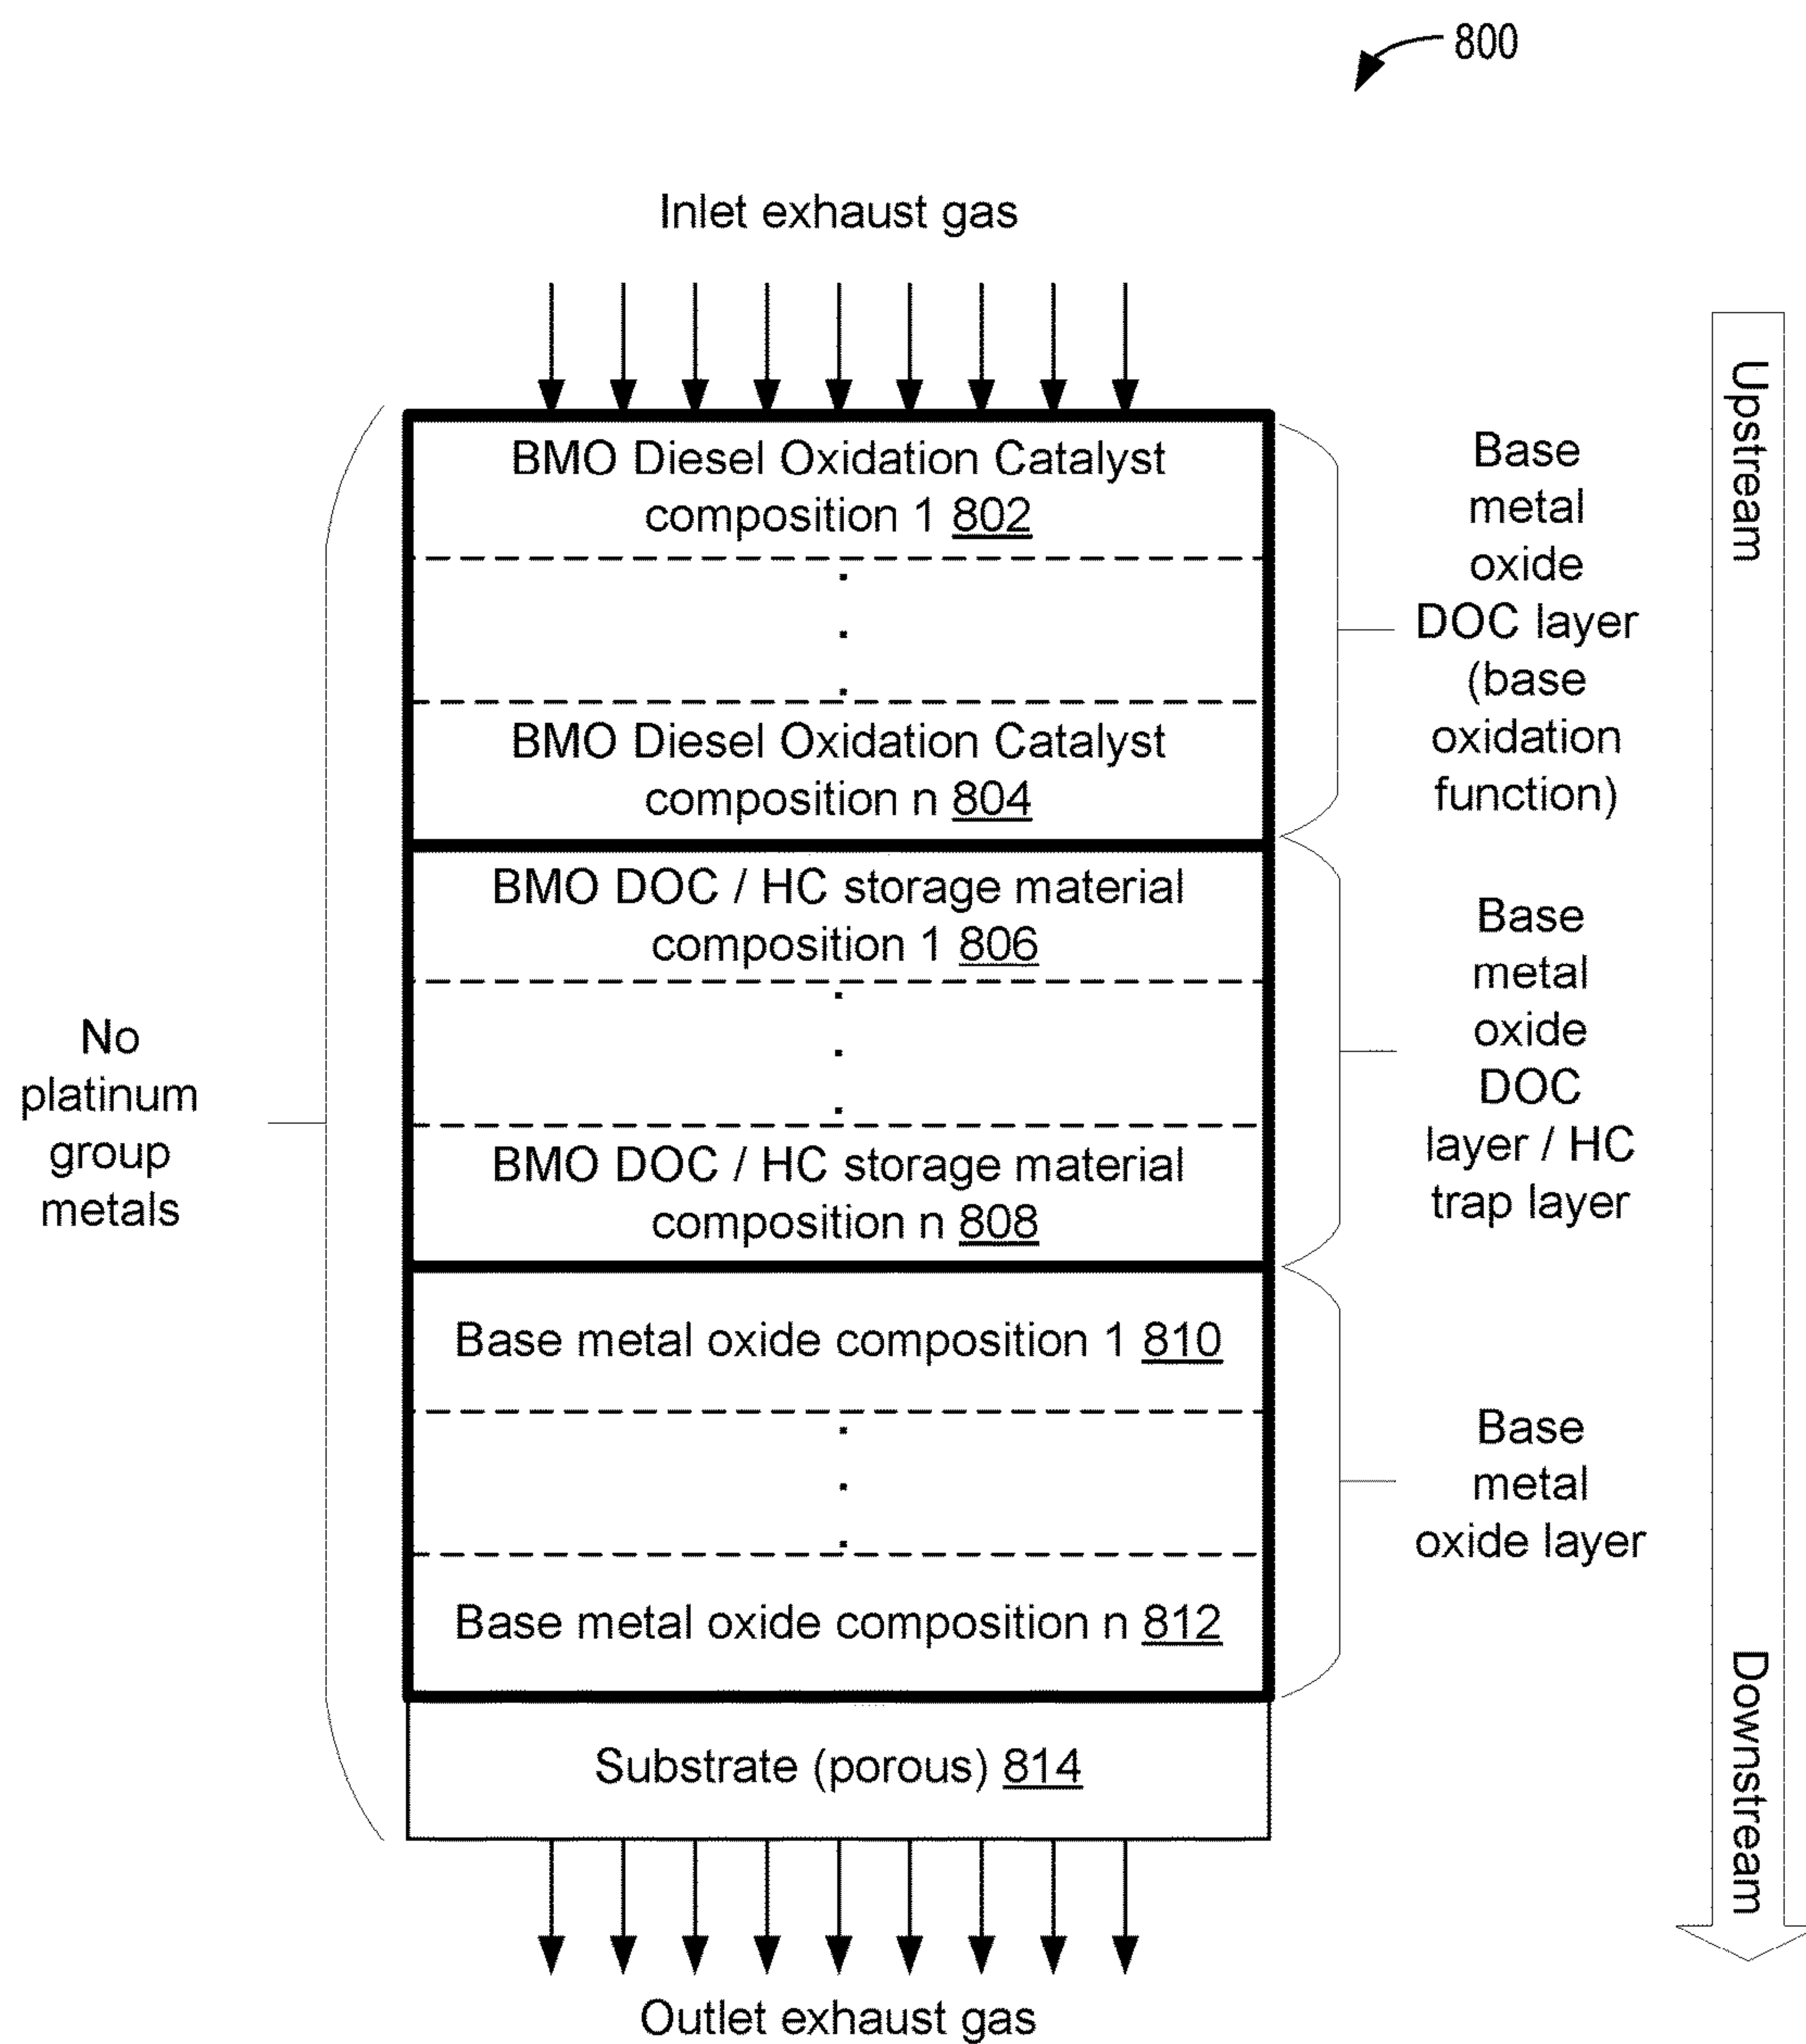 800
Inlet exhaust gas
BMO Diesel Oxidation Catalyst
composition 1 802
BMO Diesel Oxidation Catalyst
composition n 804
BMO DOC / HC storage material
composition 1 806
BMO DOC / HC storage material
composition n 808
Base metal oxide composition 1 810
Base metal oxide composition n 812
Substrate (porous) 814
Outlet exhaust gas
No
platinum
group
metals
Base
metal
oxide
DOC layer
(base
oxidation
function)
Base
metal
oxide
DOC
layer / HC
trap layer
Base
metal
oxide layer
Upstream
Downstream